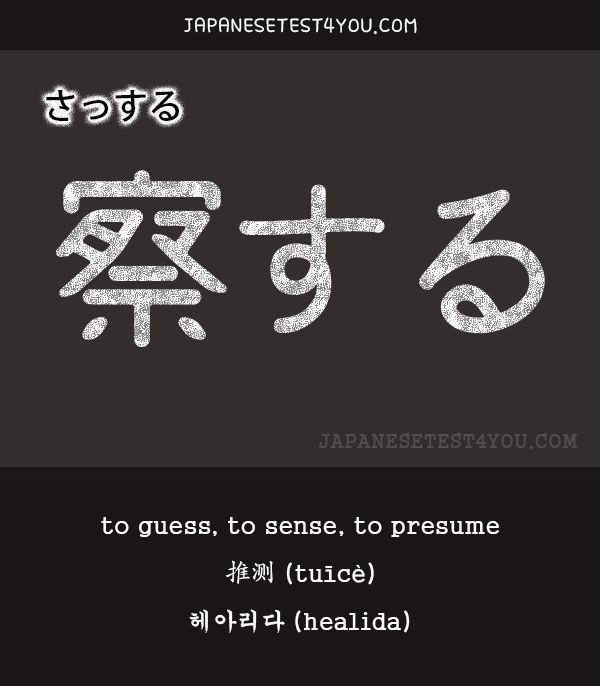 JAPANESETEST4YOU.COM
さっする
察する
JAPANESETEST4YOU.COM
to guess, to sense, to presume
推测 (tuīcè)
헤아리다 (healida)